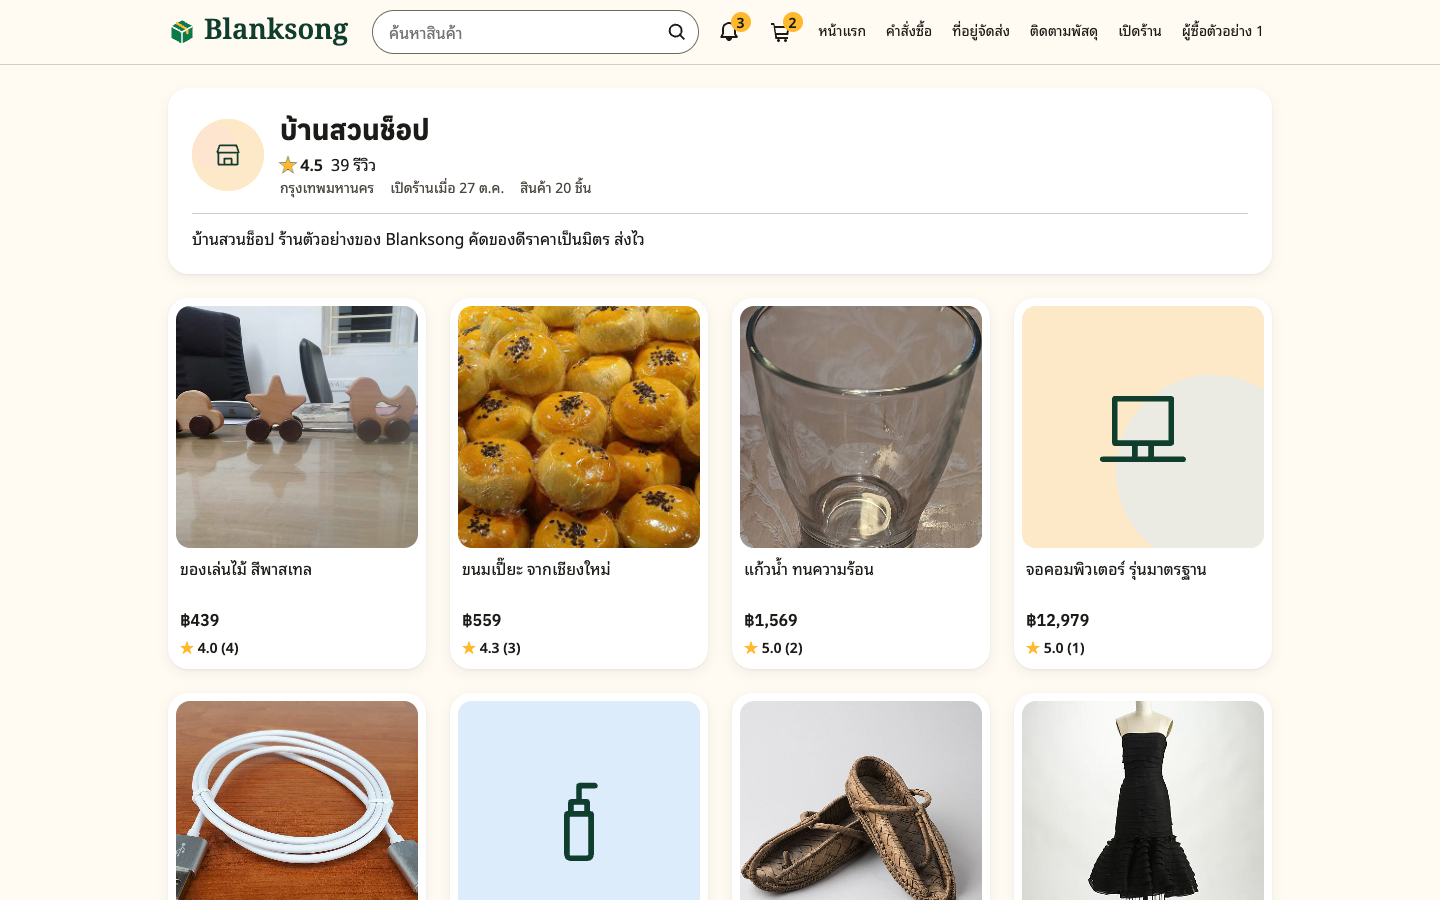 Blanksong
ค้นหาสินค้า
3
2
หน้าแรก
คำสั่งซื้อ
ที่อยู่จัดส่ง
ติดตามพัสดุ
เปิดร้าน
ผู้ซื้อตัวอย่าง 1
บ้านสวนช็อป
4.5 39 รีวิว
กรุงเทพมหานคร เปิดร้านเมื่อ 27 ต.ค. สินค้า 20 ชิ้น
บ้านสวนช็อป ร้านตัวอย่างของ Blanksong คัดของดีราคาเป็นมิตร ส่งไว
ของเล่นไม้ สีพาสเทล
฿439
4.0 (4)
ขนมเปี๊ยะ จากเชียงใหม่
฿559
4.3 (3)
แก้วน้ำ ทนความร้อน
฿1,569
5.0 (2)
จอคอมพิวเตอร์ รุ่นมาตรฐาน
฿12,979
5.0 (1)